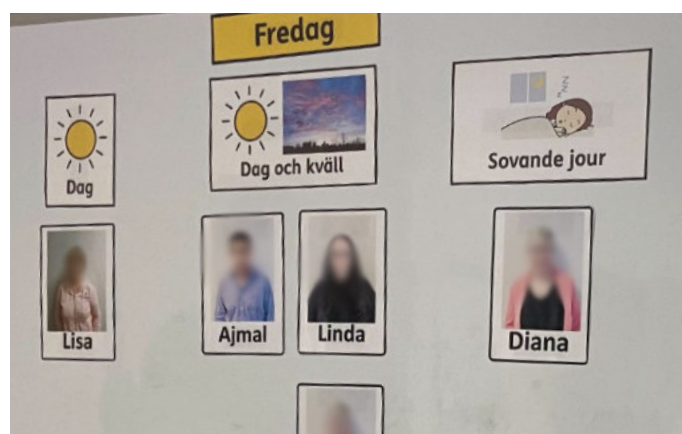 Fredag
Dag
Dag och kväll
Sovande jour
Lisa
Ajmal
Linda
Diana